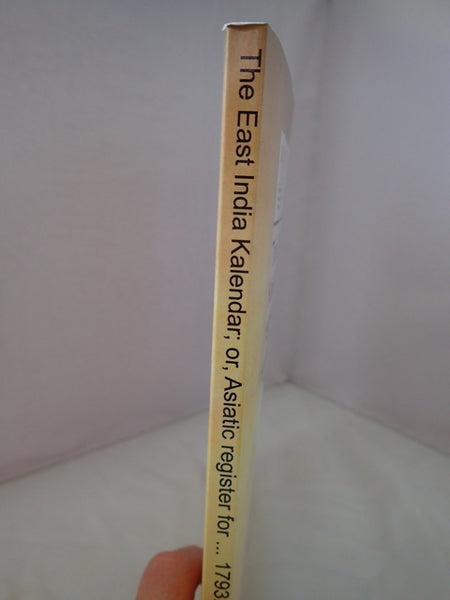 The East India Kalendar; or, Asiatic register for ... 1793.